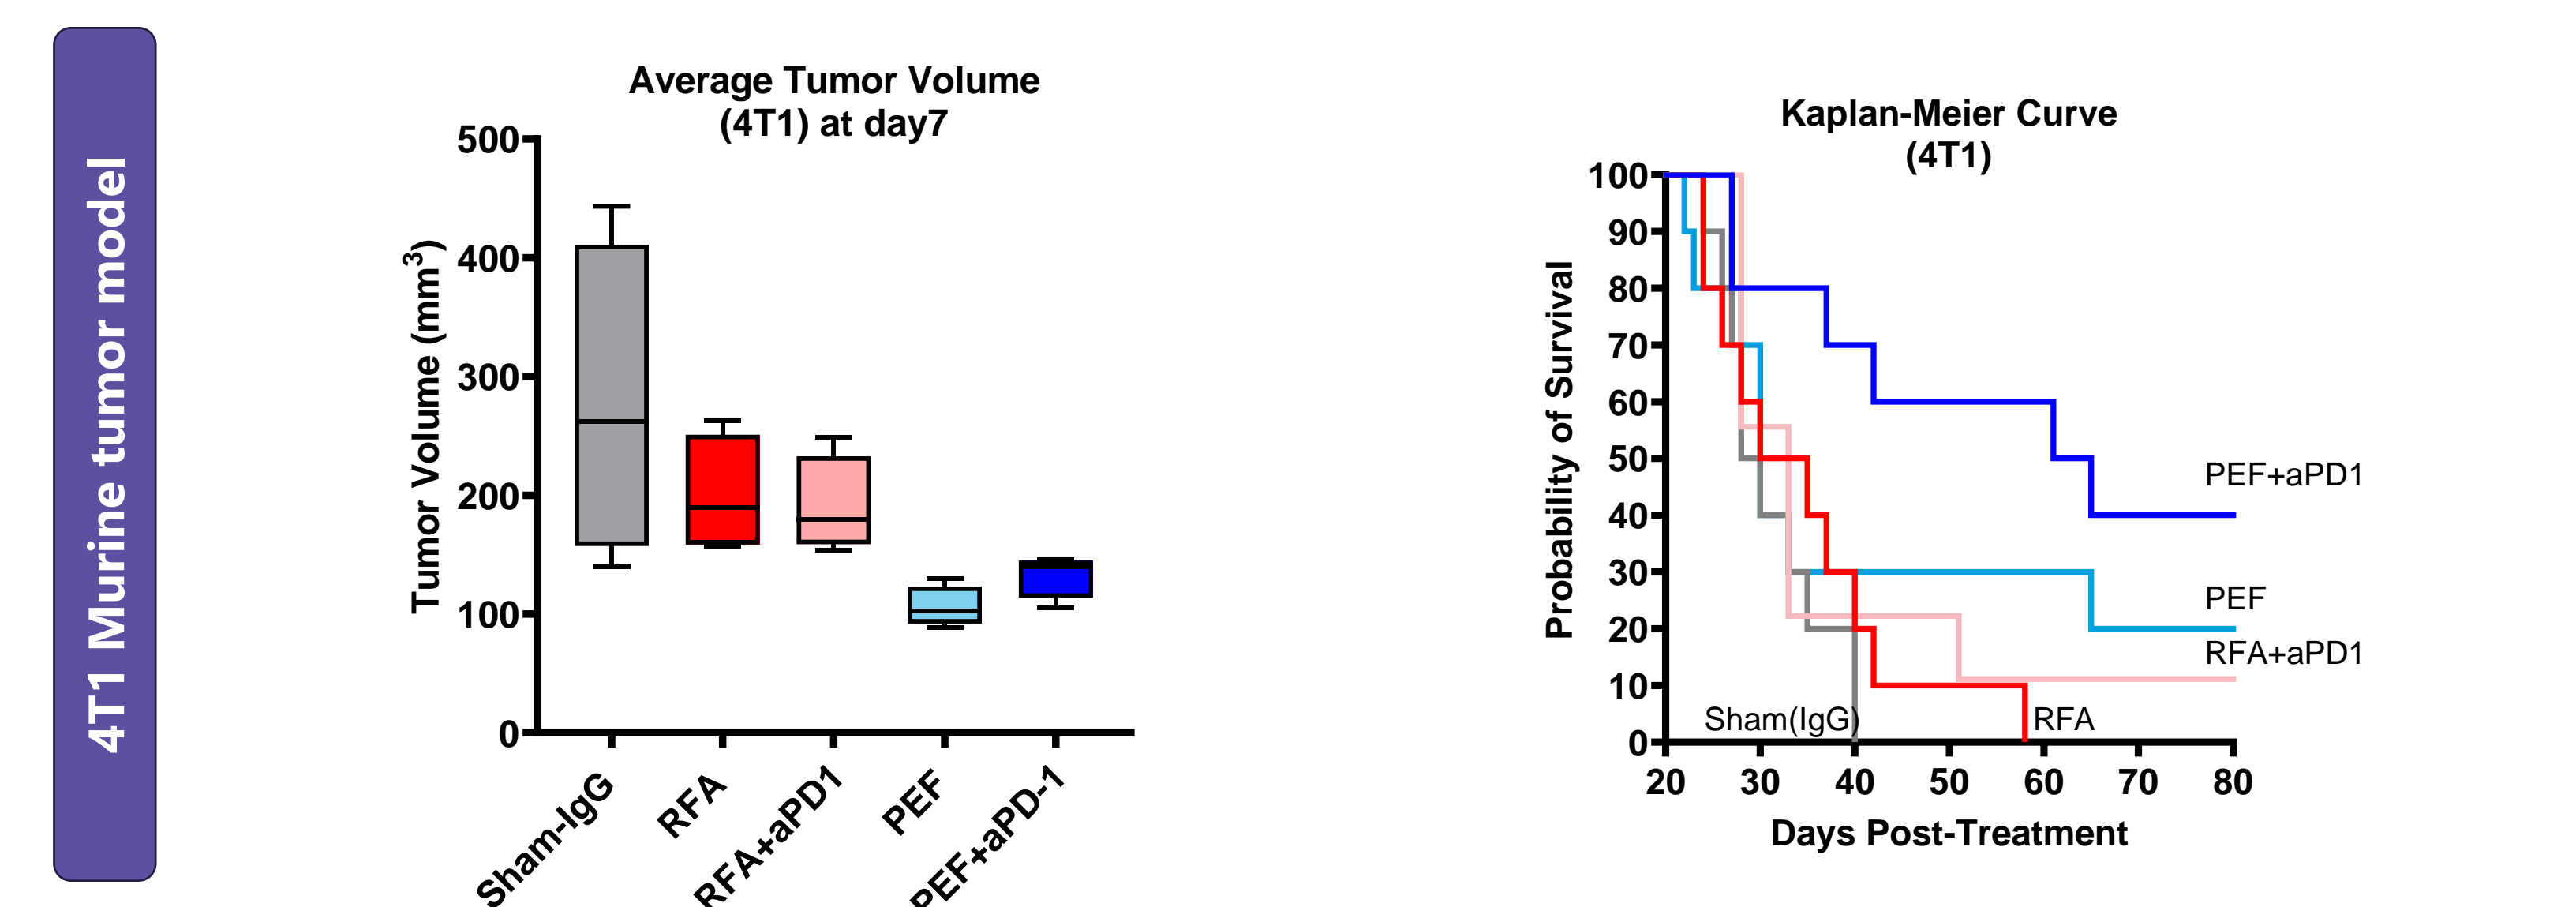 4T1 Murine tumor model
Average Tumor Volume
(4T1) at day7
Tumor Volume (mm³)
500
400
300
200
100
0
Sham-IgG
RFA
RFA+aPD1
PEF
PEF+aPD-1
Kaplan-Meier Curve
(4T1)
Probability of Survival
100
90
80
70
60
50
40
30
20
10
0
PEF+aPD1
PEF
RFA+aPD1
Sham(IgG)
RFA
20
30
40
50
60
70
80
Days Post-Treatment